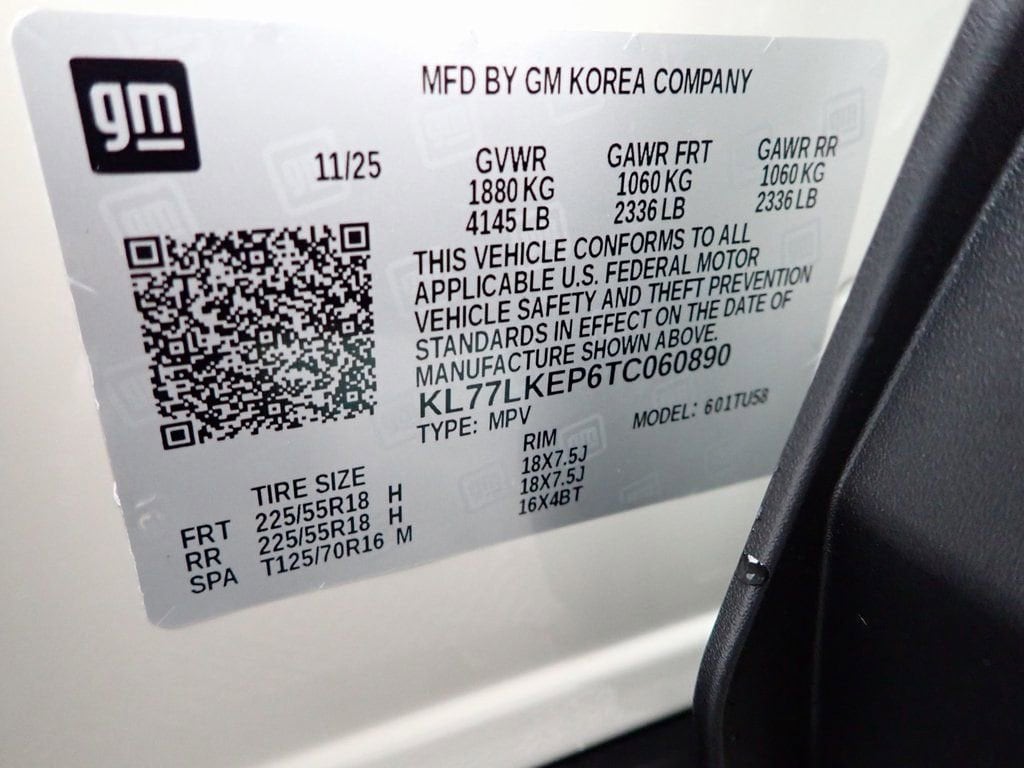 gm
MFD BY GM KOREA COMPANY
11/25
GVWR GAWR FRT GAWR RR
1880 KG 1060 KG 1060 KG
4145 LB 2336 LB 2336 LB
THIS VEHICLE CONFORMS TO ALL
APPLICABLE U.S. FEDERAL MOTOR
VEHICLE SAFETY AND THEFT PREVENTION
STANDARDS IN EFFECT ON THE DATE OF
MANUFACTURE SHOWN ABOVE.
KL77LKEP6TC060890
TYPE: MPV MODEL: 601TU58
TIRE SIZE RIM
FRT 225/55R18 H 18X7.5J
RR 225/55R18 H 18X7.5J
SPA T125/70R16 M 16X4BT